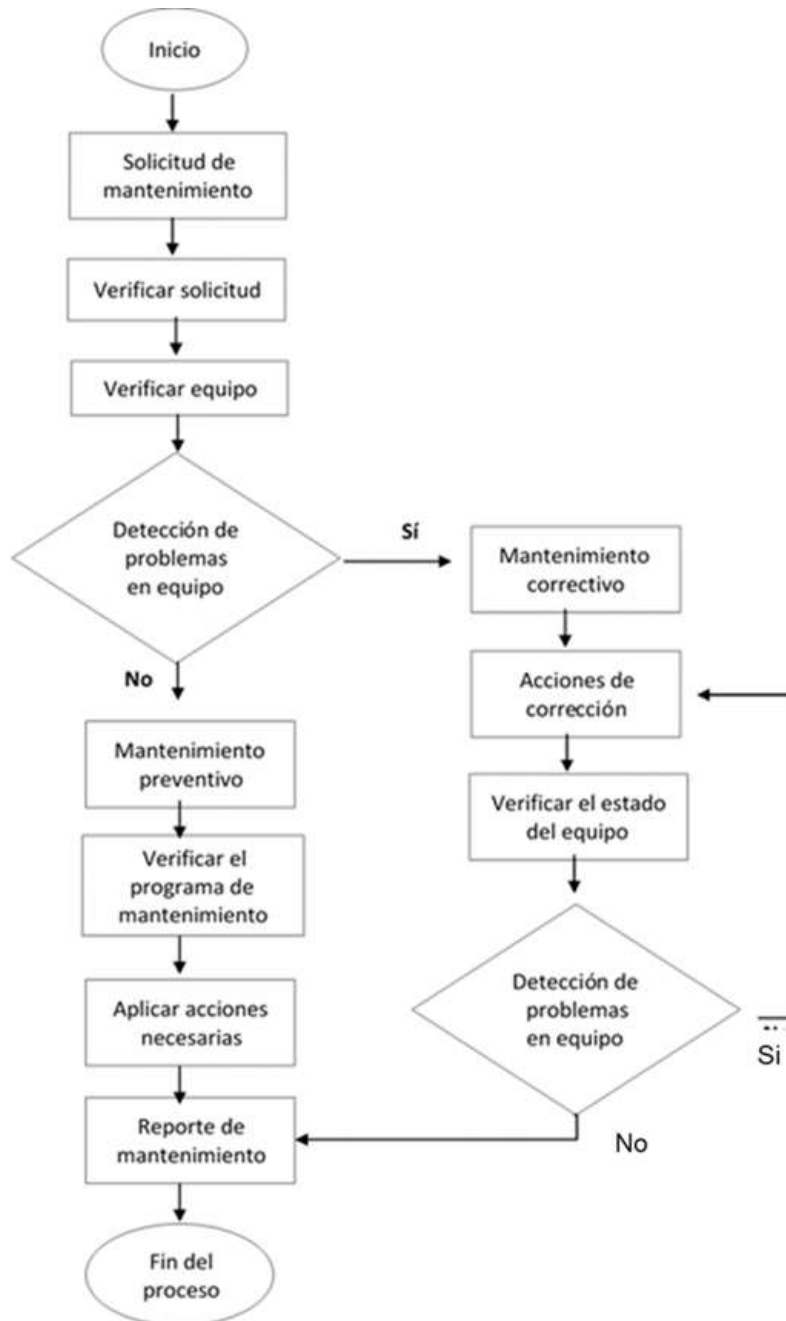 Inicio
Solicitud de
mantenimiento
Verificar solicitud
Verificar equipo
Detección de
problemas
en equipo
Sí
Mantenimiento
correctivo
No
Acciones de
corrección
Mantenimiento
preventivo
Verificar el estado
del equipo
Verificar el
programa de
mantenimiento
Detección de
problemas
en equipo
Si
Aplicar acciones
necesarias
Reporte de
mantenimiento
No
Fin del
proceso